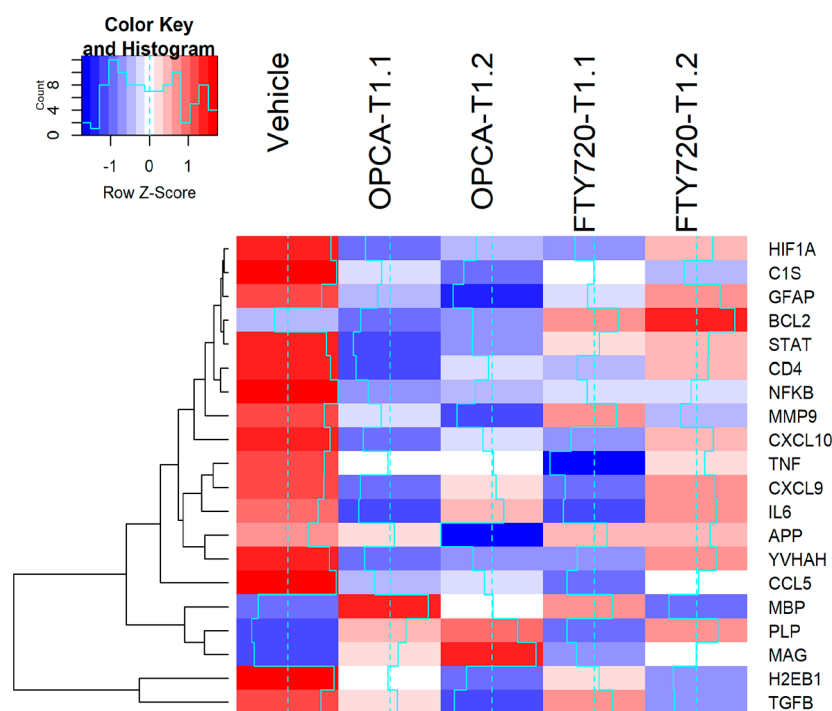 Color Key
and Histogram
Count
0
4
8
-1
0
1
Row Z-Score
Vehicle
OPCA-T1.1
OPCA-T1.2
FTY720-T1.1
FTY720-T1.2
HIF1A
C1S
GFAP
BCL2
STAT
CD4
NFKB
MMP9
CXCL10
TNF
CXCL9
IL6
APP
YVHAH
CCL5
MBP
PLP
MAG
H2EB1
TGFB